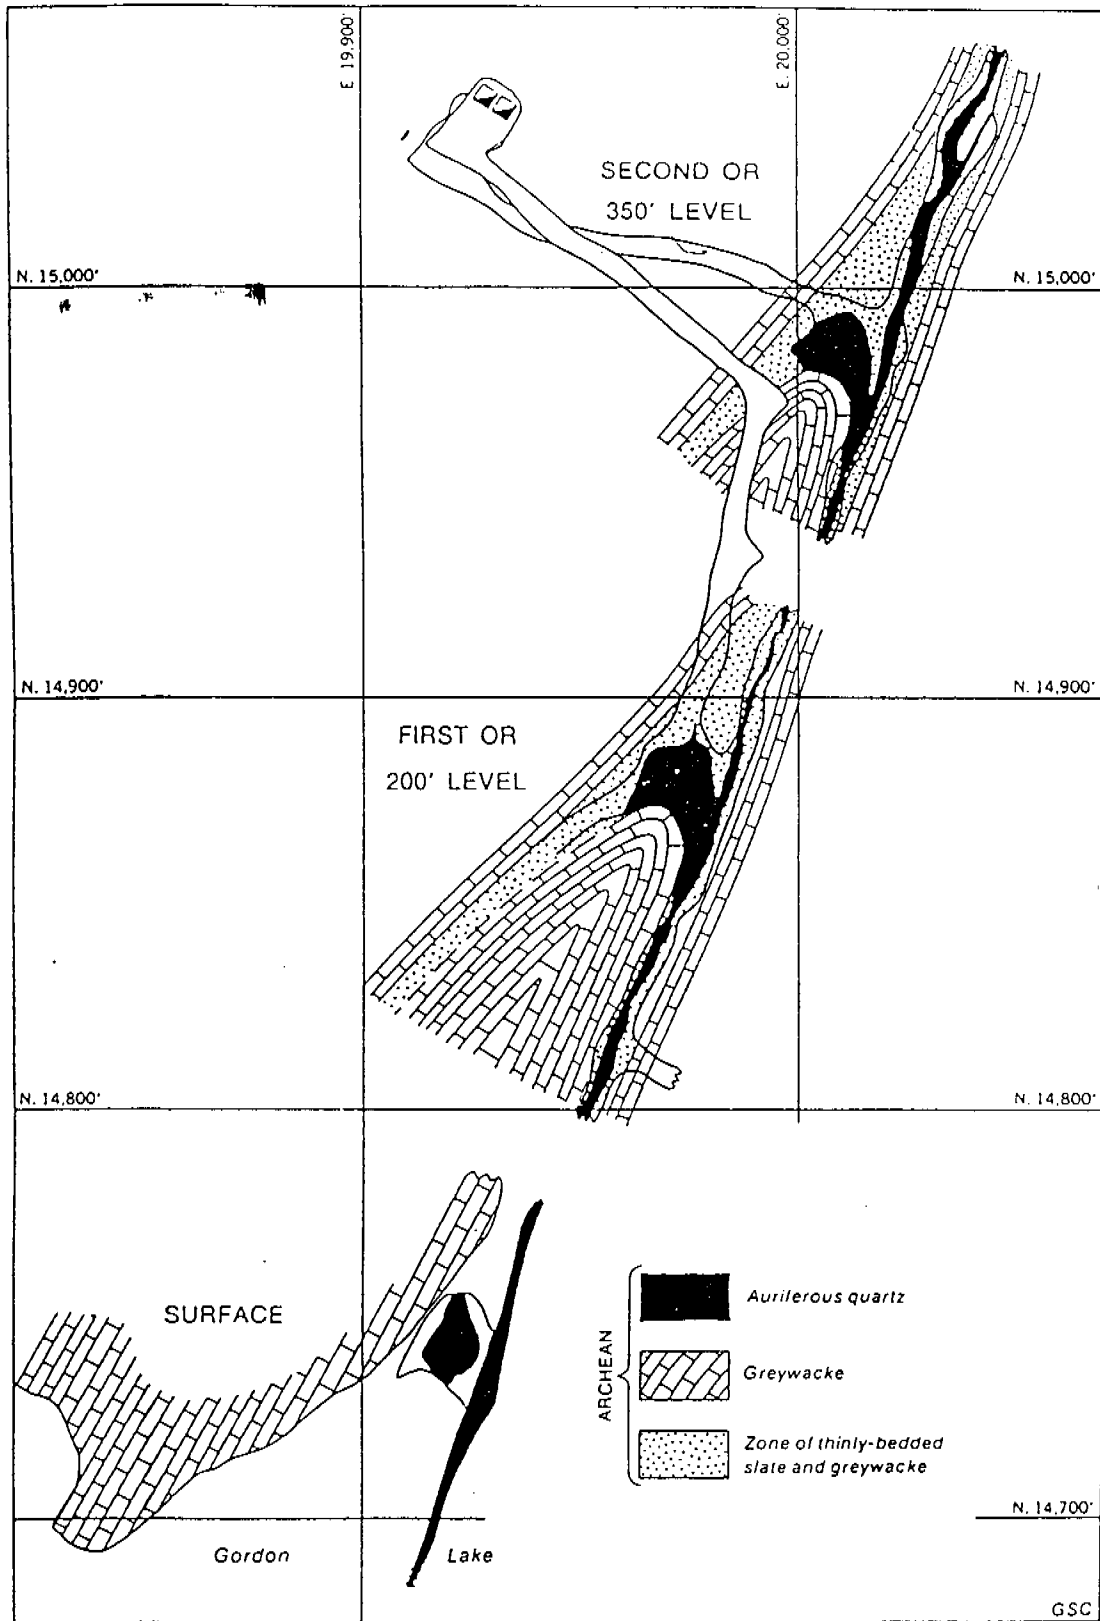 E. 19,900'
E. 20,000'
SECOND OR
350' LEVEL
N. 15,000'
N. 15,000'
N. 14,900'
N. 14,900'
FIRST OR
200' LEVEL
N. 14,800'
N. 14,800'
SURFACE
ARCHEAN
Auriferous quartz
Greywacke
Zone of thinly-bedded
slate and greywacke
N. 14,700'
Gordon Lake
GSC